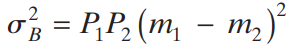 σ_B^2 = P_1P_2(m_1 − m_2)^2